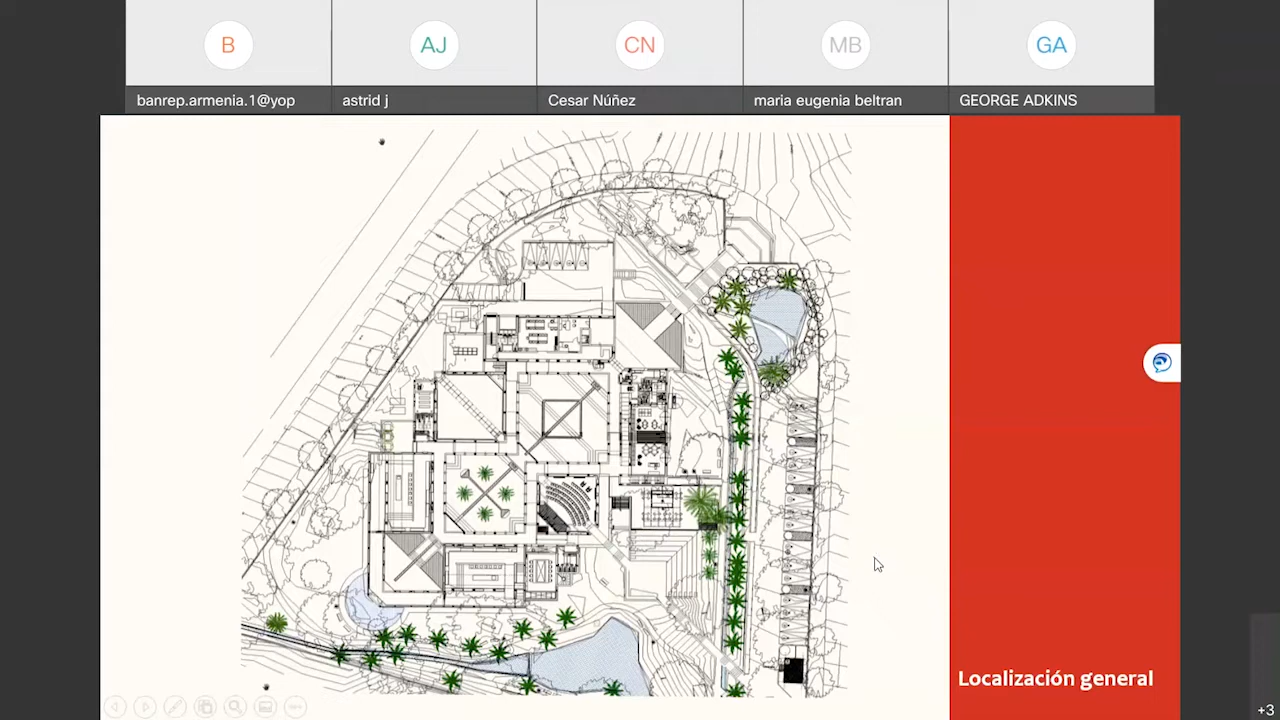 B
AJ
CN
MB
GA
banrep.armenia.1@yop
astrid j
Cesar Núñez
maria eugenia beltran
GEORGE ADKINS
Localización general
+3